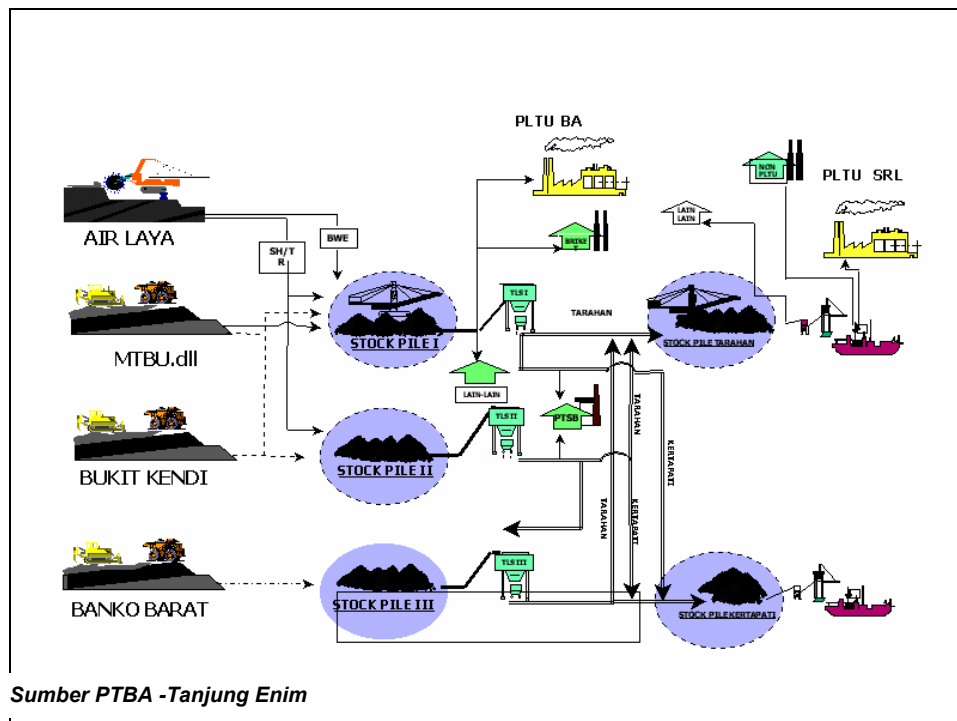 PLTU BA
NON
PLTU
PLTU SRL
LAIN
LAIN
AIR LAYA
BWE
SH/T
R
BRIKE
T
TLS I
TARAHAN
STOCK PILE I
STOCK PILE TARAHAN
MTBU.dll
LAIN-LAIN
TLS II
PTSB
TARAHAN
KERTAPATI
BUKIT KENDI
STOCK PILE II
TARAHAN
KERTAPATI
TLS III
BANKO BARAT
STOCK PILE III
STOCK PILE KERTAPATI
Sumber PTBA -Tanjung Enim